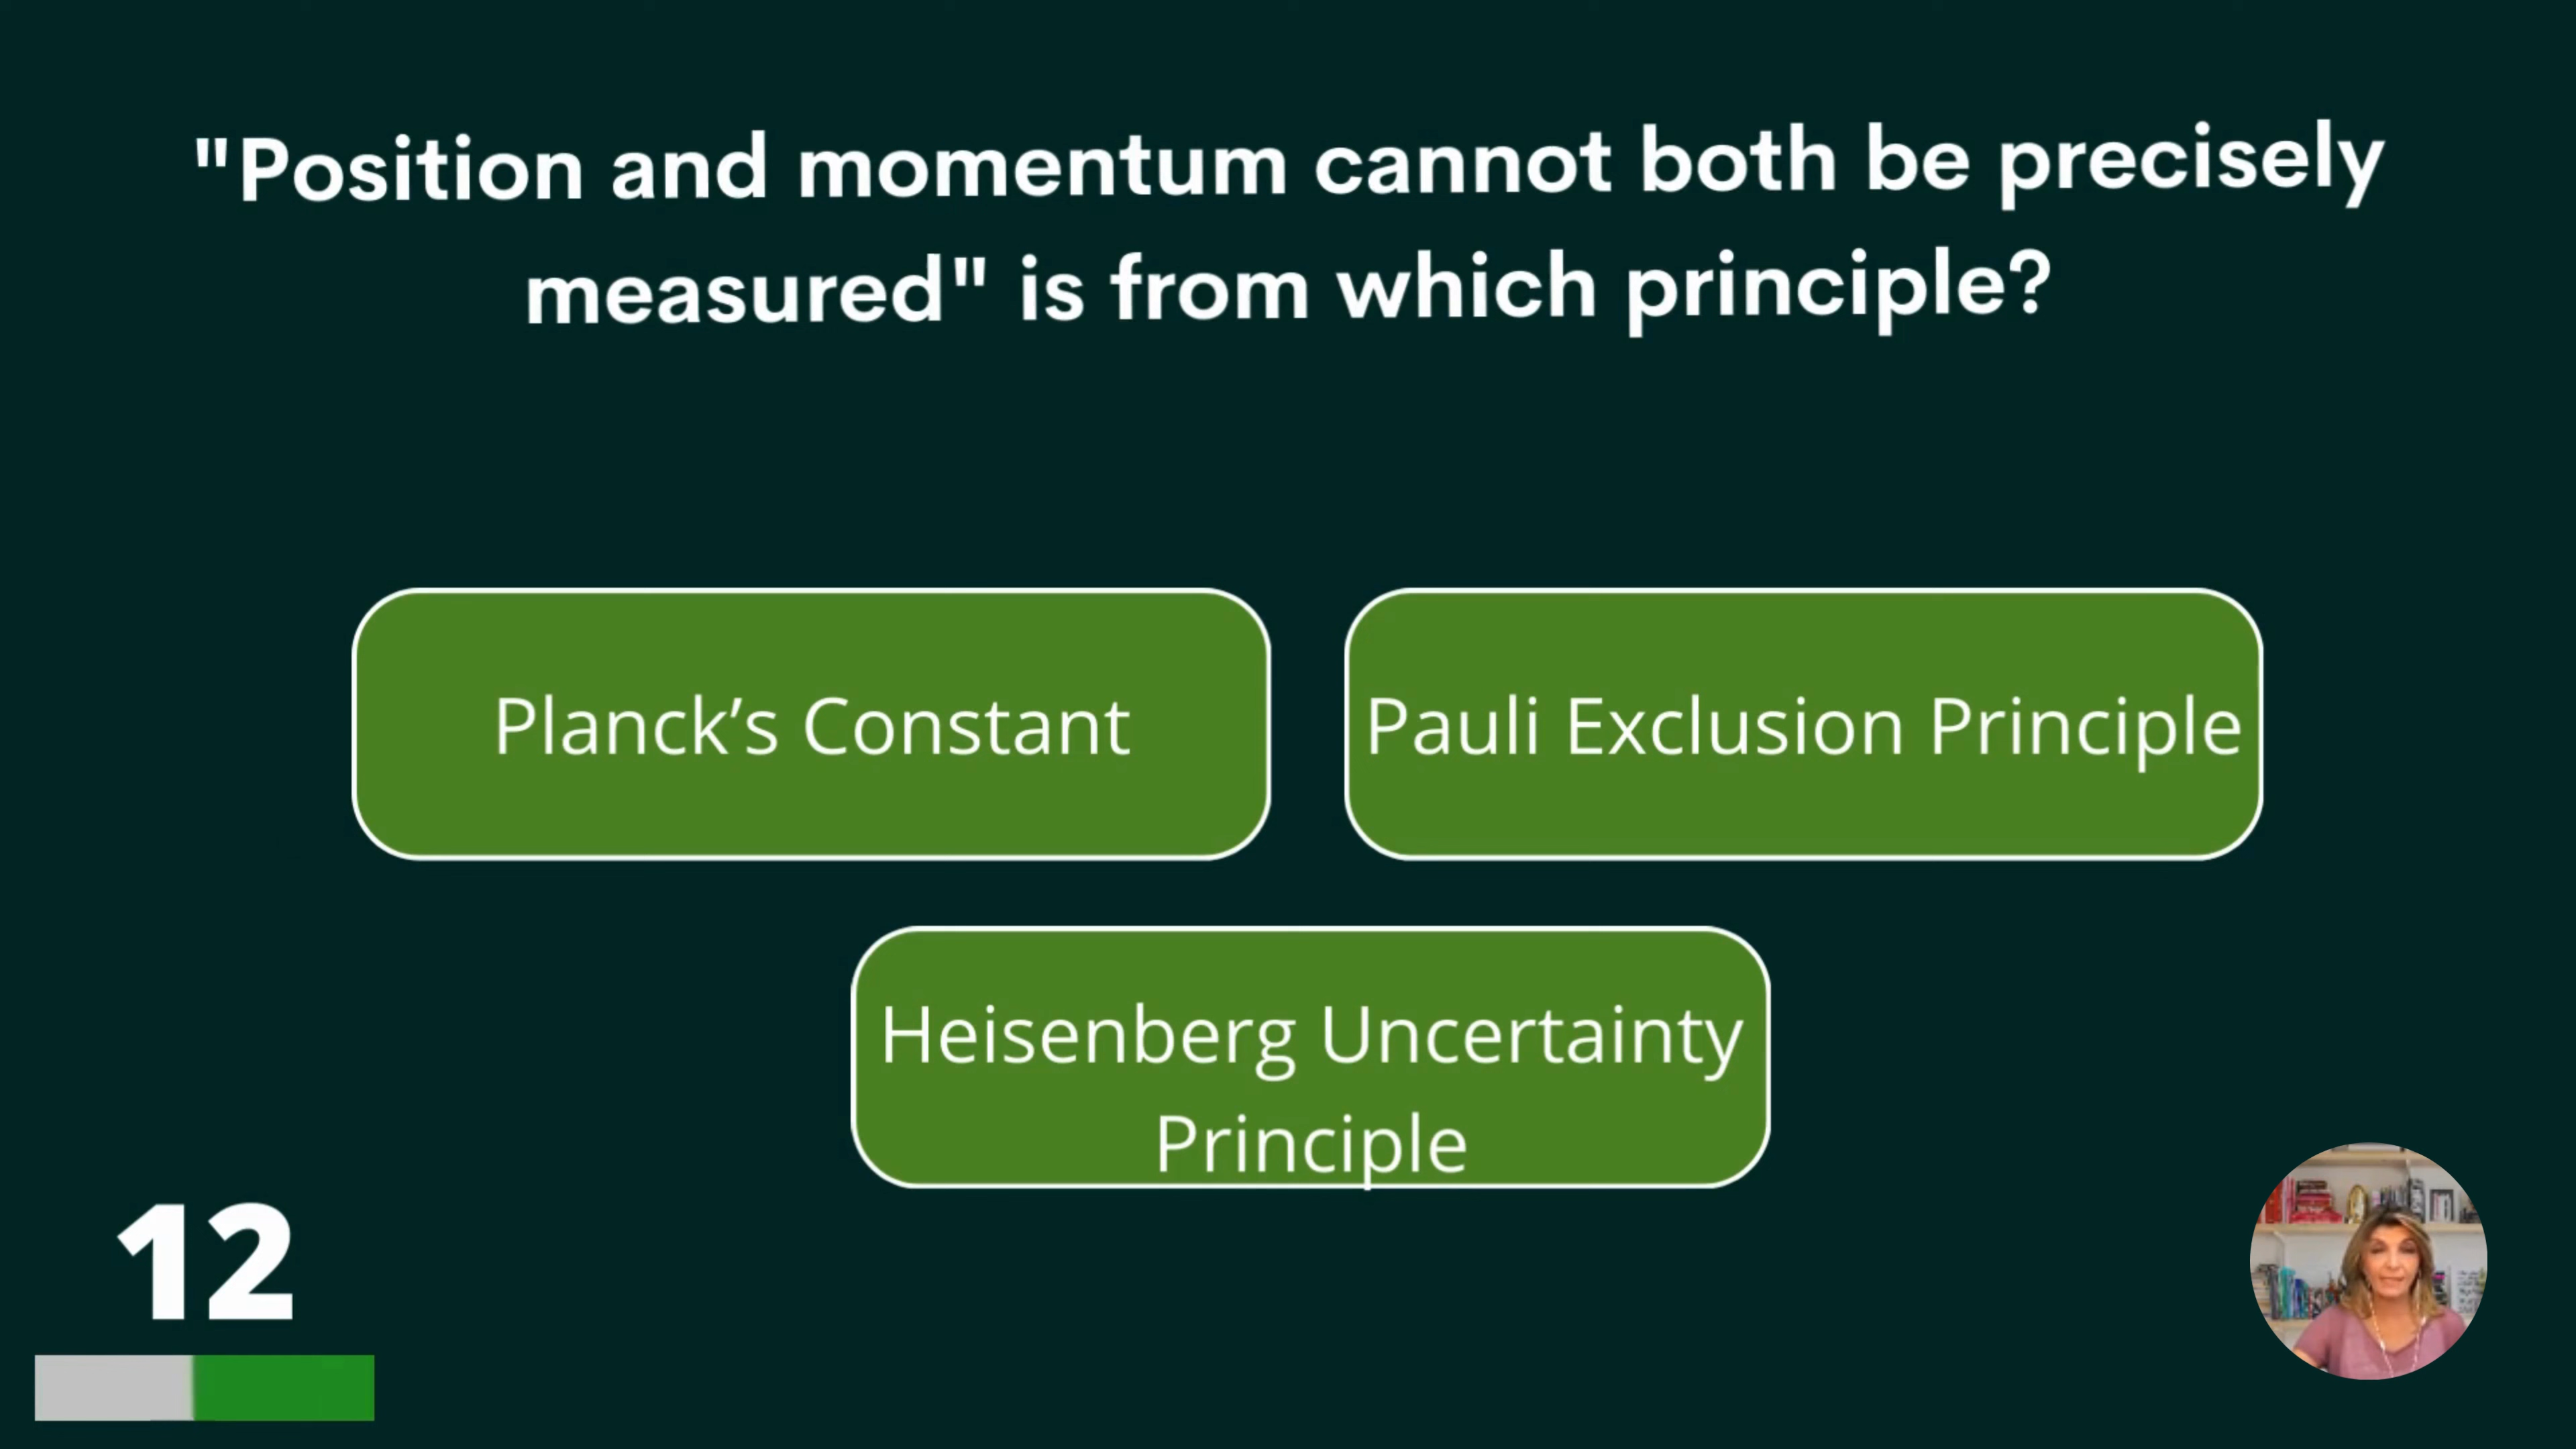 "Position and momentum cannot both be precisely
measured" is from which principle?
Planck’s Constant
Pauli Exclusion Principle
Heisenberg Uncertainty
Principle
12